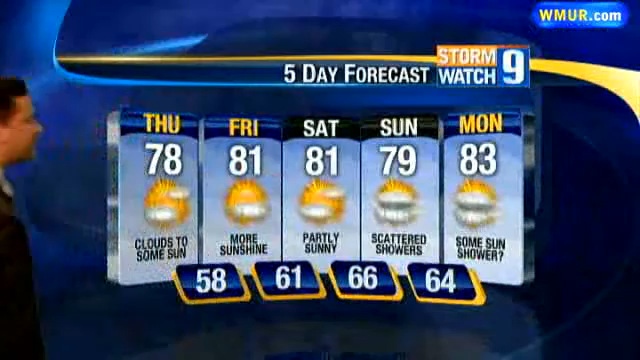 WMUR.com
5 DAY FORECAST
STORM
WATCH 9
THU
78
CLOUDS TO
SOME SUN
FRI
81
MORE
SUNSHINE
SAT
81
PARTLY
SUNNY
SUN
79
SCATTERED
SHOWERS
MON
83
SOME SUN
SHOWER?
58
61
66
64